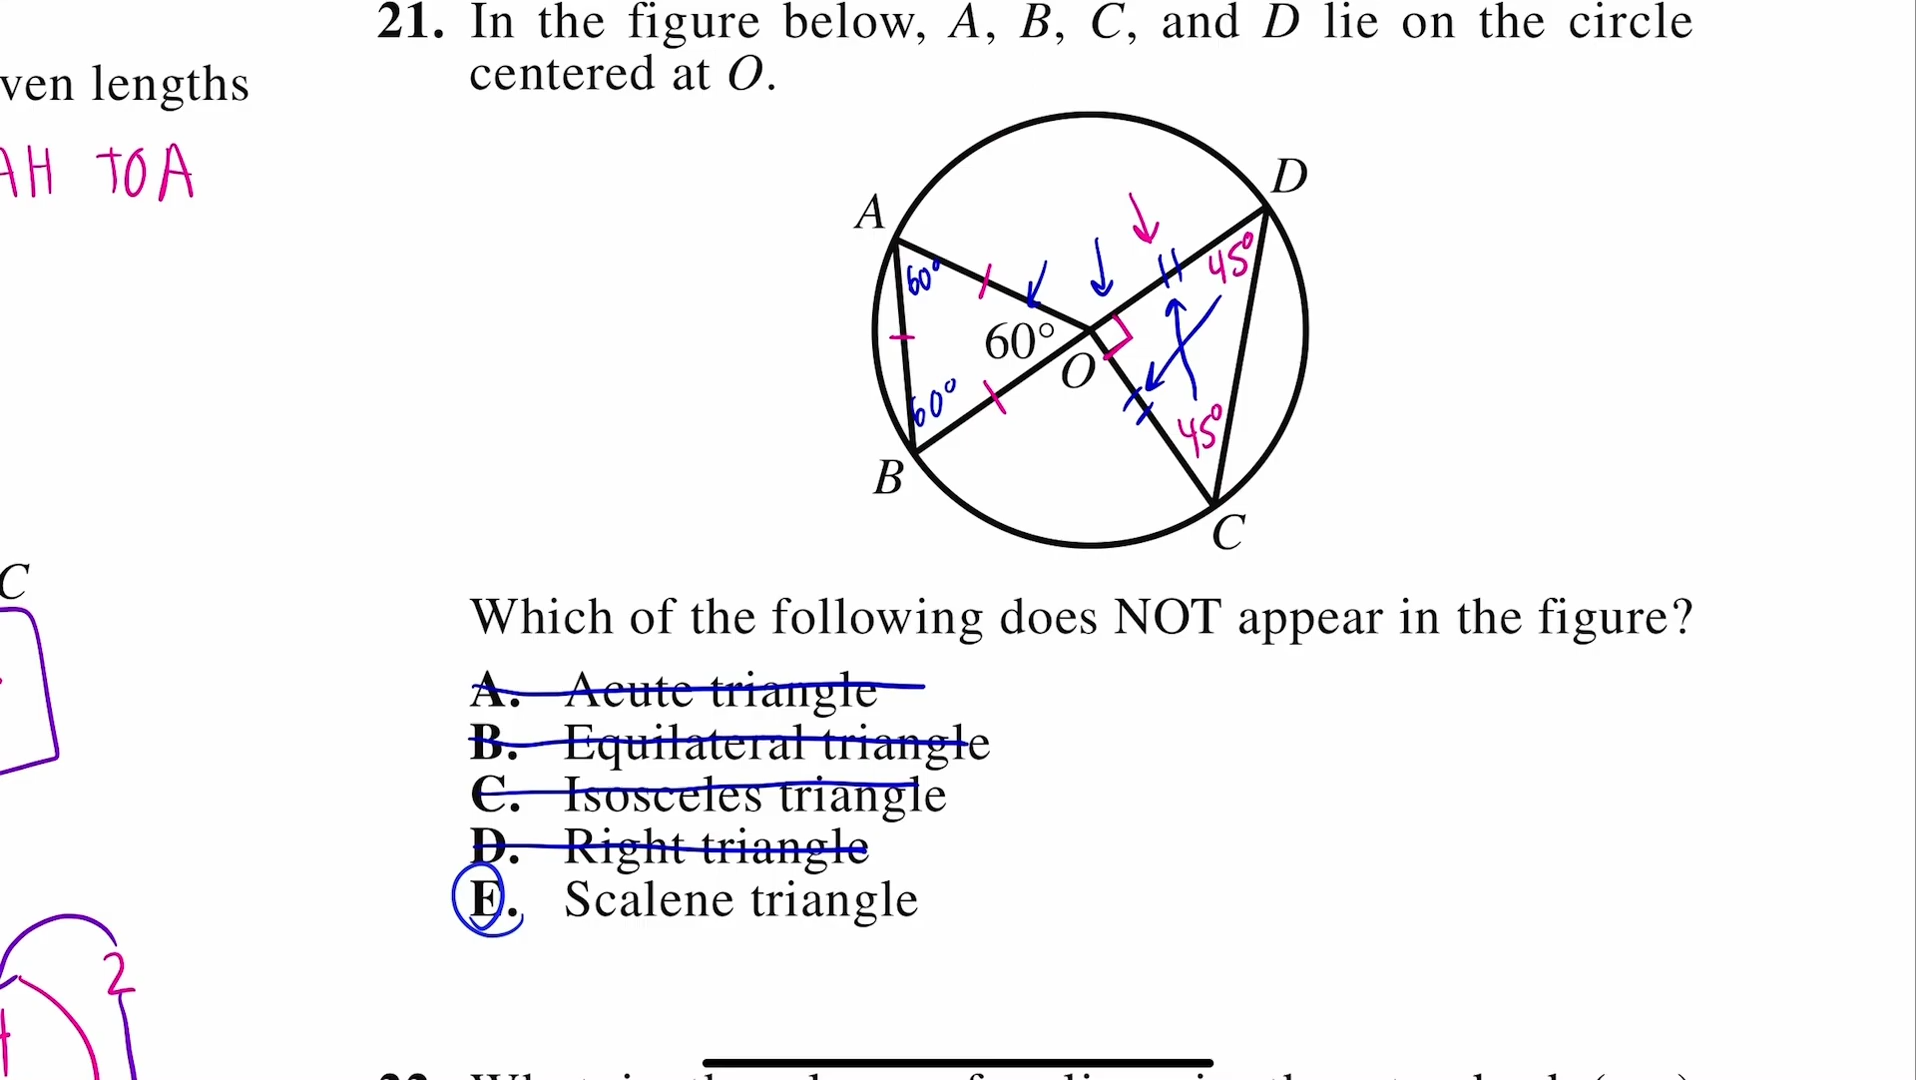 ven lengths
AH TOA
C
2
21. In the figure below, A, B, C, and D lie on the circle
centered at O.
D
A
45°
60°
60°
O
60°
45°
B
C
Which of the following does NOT appear in the figure?
A. Acute triangle
B. Equilateral triangle
C. Isosceles triangle
D. Right triangle
E. Scalene triangle